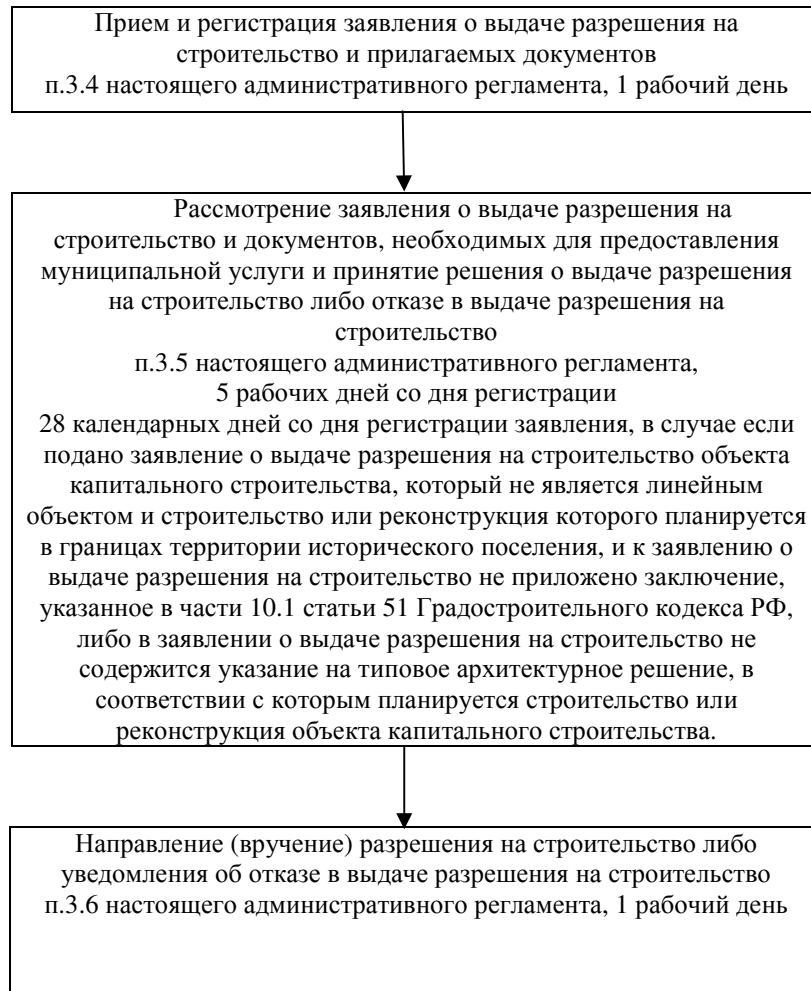 Прием и регистрация заявления о выдаче разрешения на
строительство и прилагаемых документов
п.3.4 настоящего административного регламента, 1 рабочий день
Рассмотрение заявления о выдаче разрешения на
строительство и документов, необходимых для предоставления
муниципальной услуги и принятие решения о выдаче разрешения
на строительство либо отказе в выдаче разрешения на
строительство
п.3.5 настоящего административного регламента,
5 рабочих дней со дня регистрации
28 календарных дней со дня регистрации заявления, в случае если
подано заявление о выдаче разрешения на строительство объекта
капитального строительства, который не является линейным
объектом и строительство или реконструкция которого планируется
в границах территории исторического поселения, и к заявлению о
выдаче разрешения на строительство не приложено заключение,
указанное в части 10.1 статьи 51 Градостроительного кодекса РФ,
либо в заявлении о выдаче разрешения на строительство не
содержится указание на типовое архитектурное решение, в
соответствии с которым планируется строительство или
реконструкция объекта капитального строительства.
Направление (вручение) разрешения на строительство либо
уведомления об отказе в выдаче разрешения на строительство
п.3.6 настоящего административного регламента, 1 рабочий день